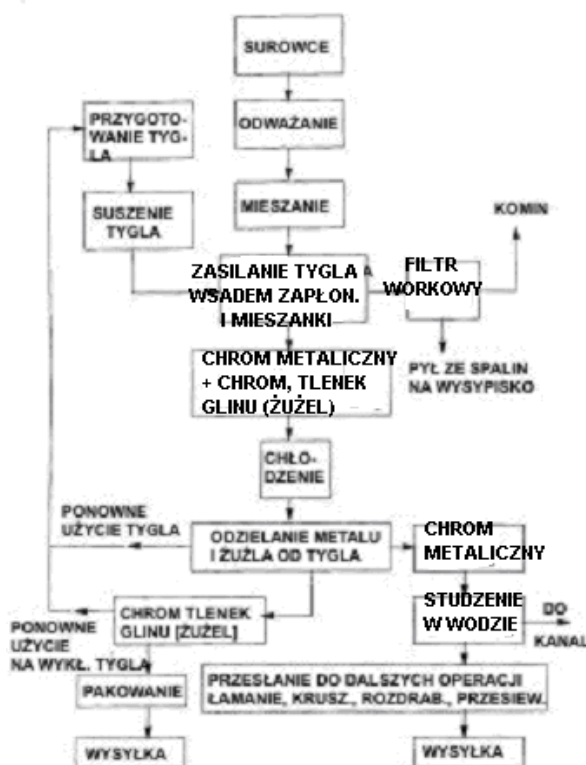 SUROWCE
PRZYGOTO-
WANIE TYG-
LA
ODWAŻANIE
SUSZENIE
TYGLA
MIESZANIE
KOMIN
ZASILANIE TYGLA
WSADEM ZAPŁON.
I MIESZANKI
FILTR
WORKOWY
CHROM METALICZNY
+ CHROM, TLENEK
GLINU (ŻUŻEL)
PYŁ ZE SPALIN
NA WYSYPISKO
CHŁO-
DZENIE
PONOWNE
UŻYCIE TYGLA
ODZIELANIE METALU
I ŻUŻLA OD TYGLA
CHROM
METALICZNY
CHROM TLENEK
GLINU [ŻUŻEL]
STUDZENIE
W WODZIE
DO
KANAL
PONOWNE
UŻYCIE
NA WYKŁ. TYGLA
PAKOWANIE
PRZESŁANIE DO DALSZYCH OPERACJI
ŁAMANIE, KRUSZ., ROZDRAB., PRZESIEW.
WYSYŁKA
WYSYŁKA